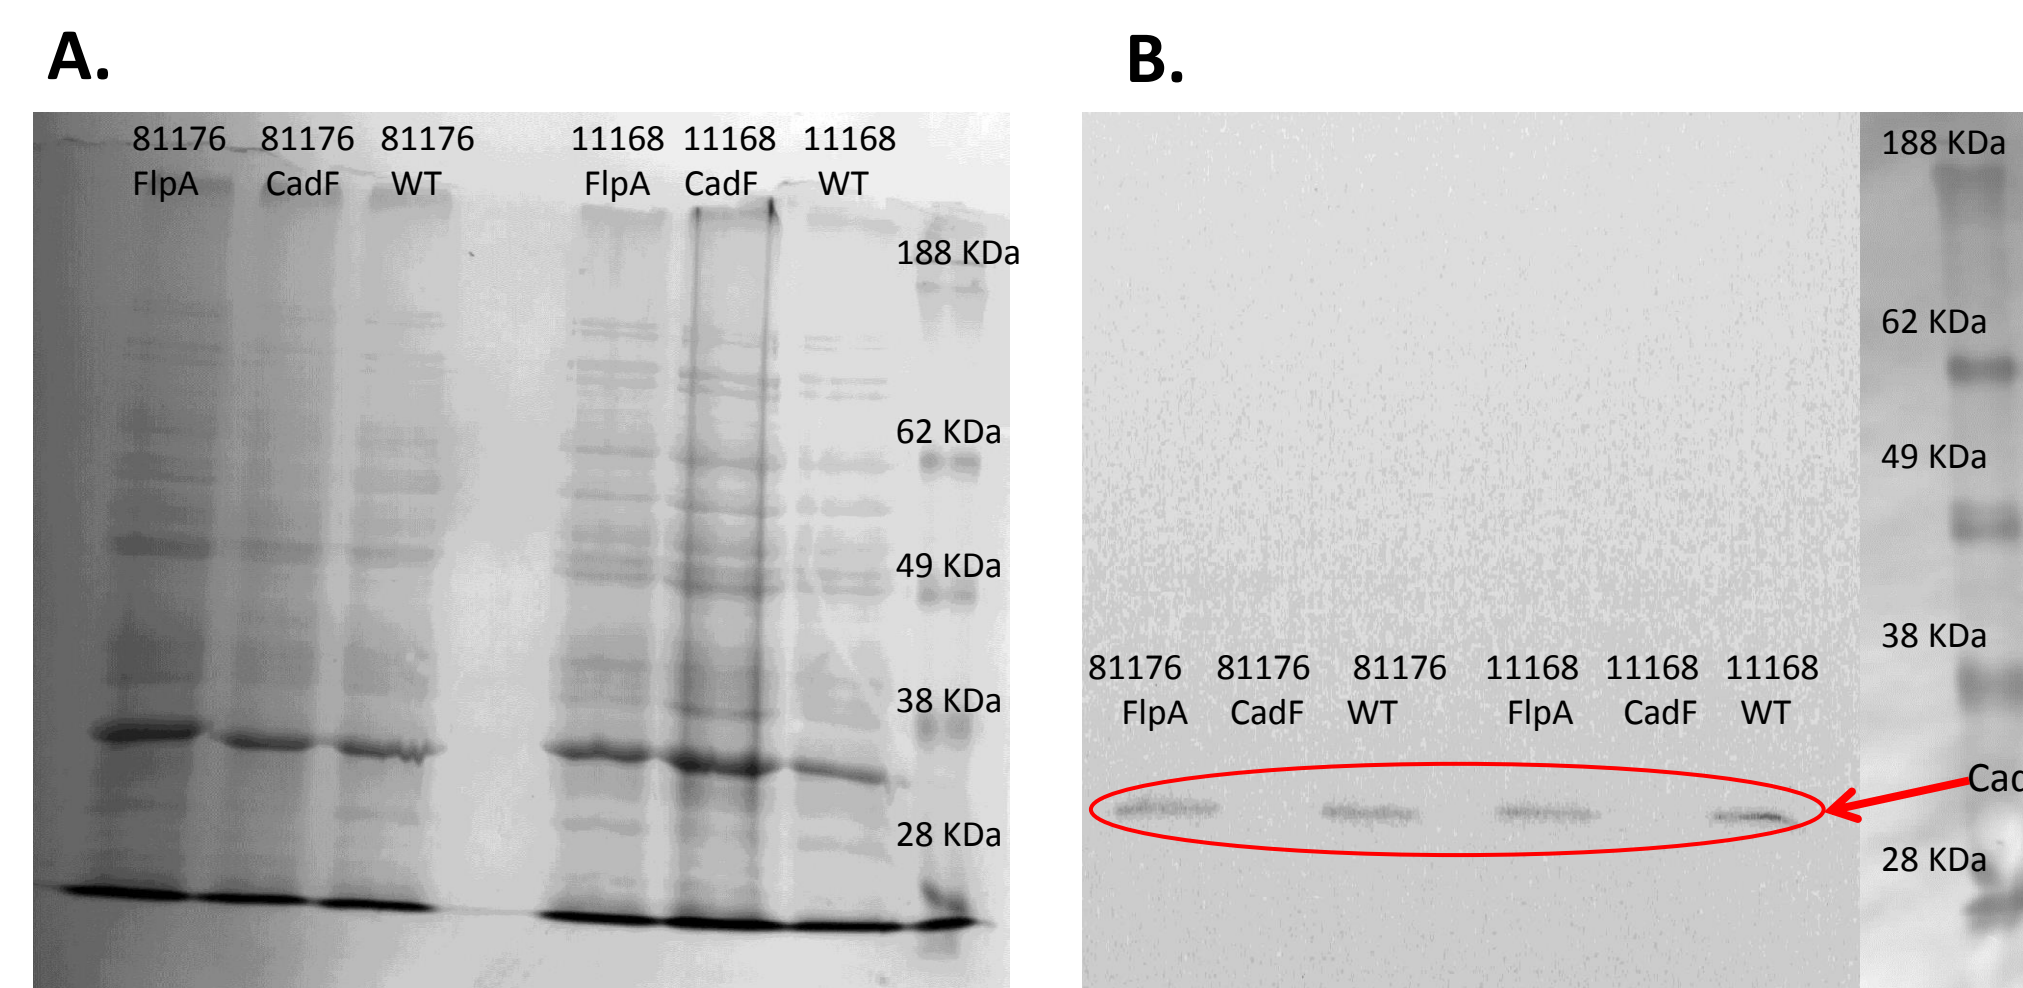 A.
81176 81176 81176 11168 11168 11168
FlpA CadF WT FlpA CadF WT
188 KDa
62 KDa
49 KDa
38 KDa
28 KDa
B.
188 KDa
62 KDa
49 KDa
38 KDa
81176 81176 81176 11168 11168 11168
FlpA CadF WT FlpA CadF WT
Cad
28 KDa